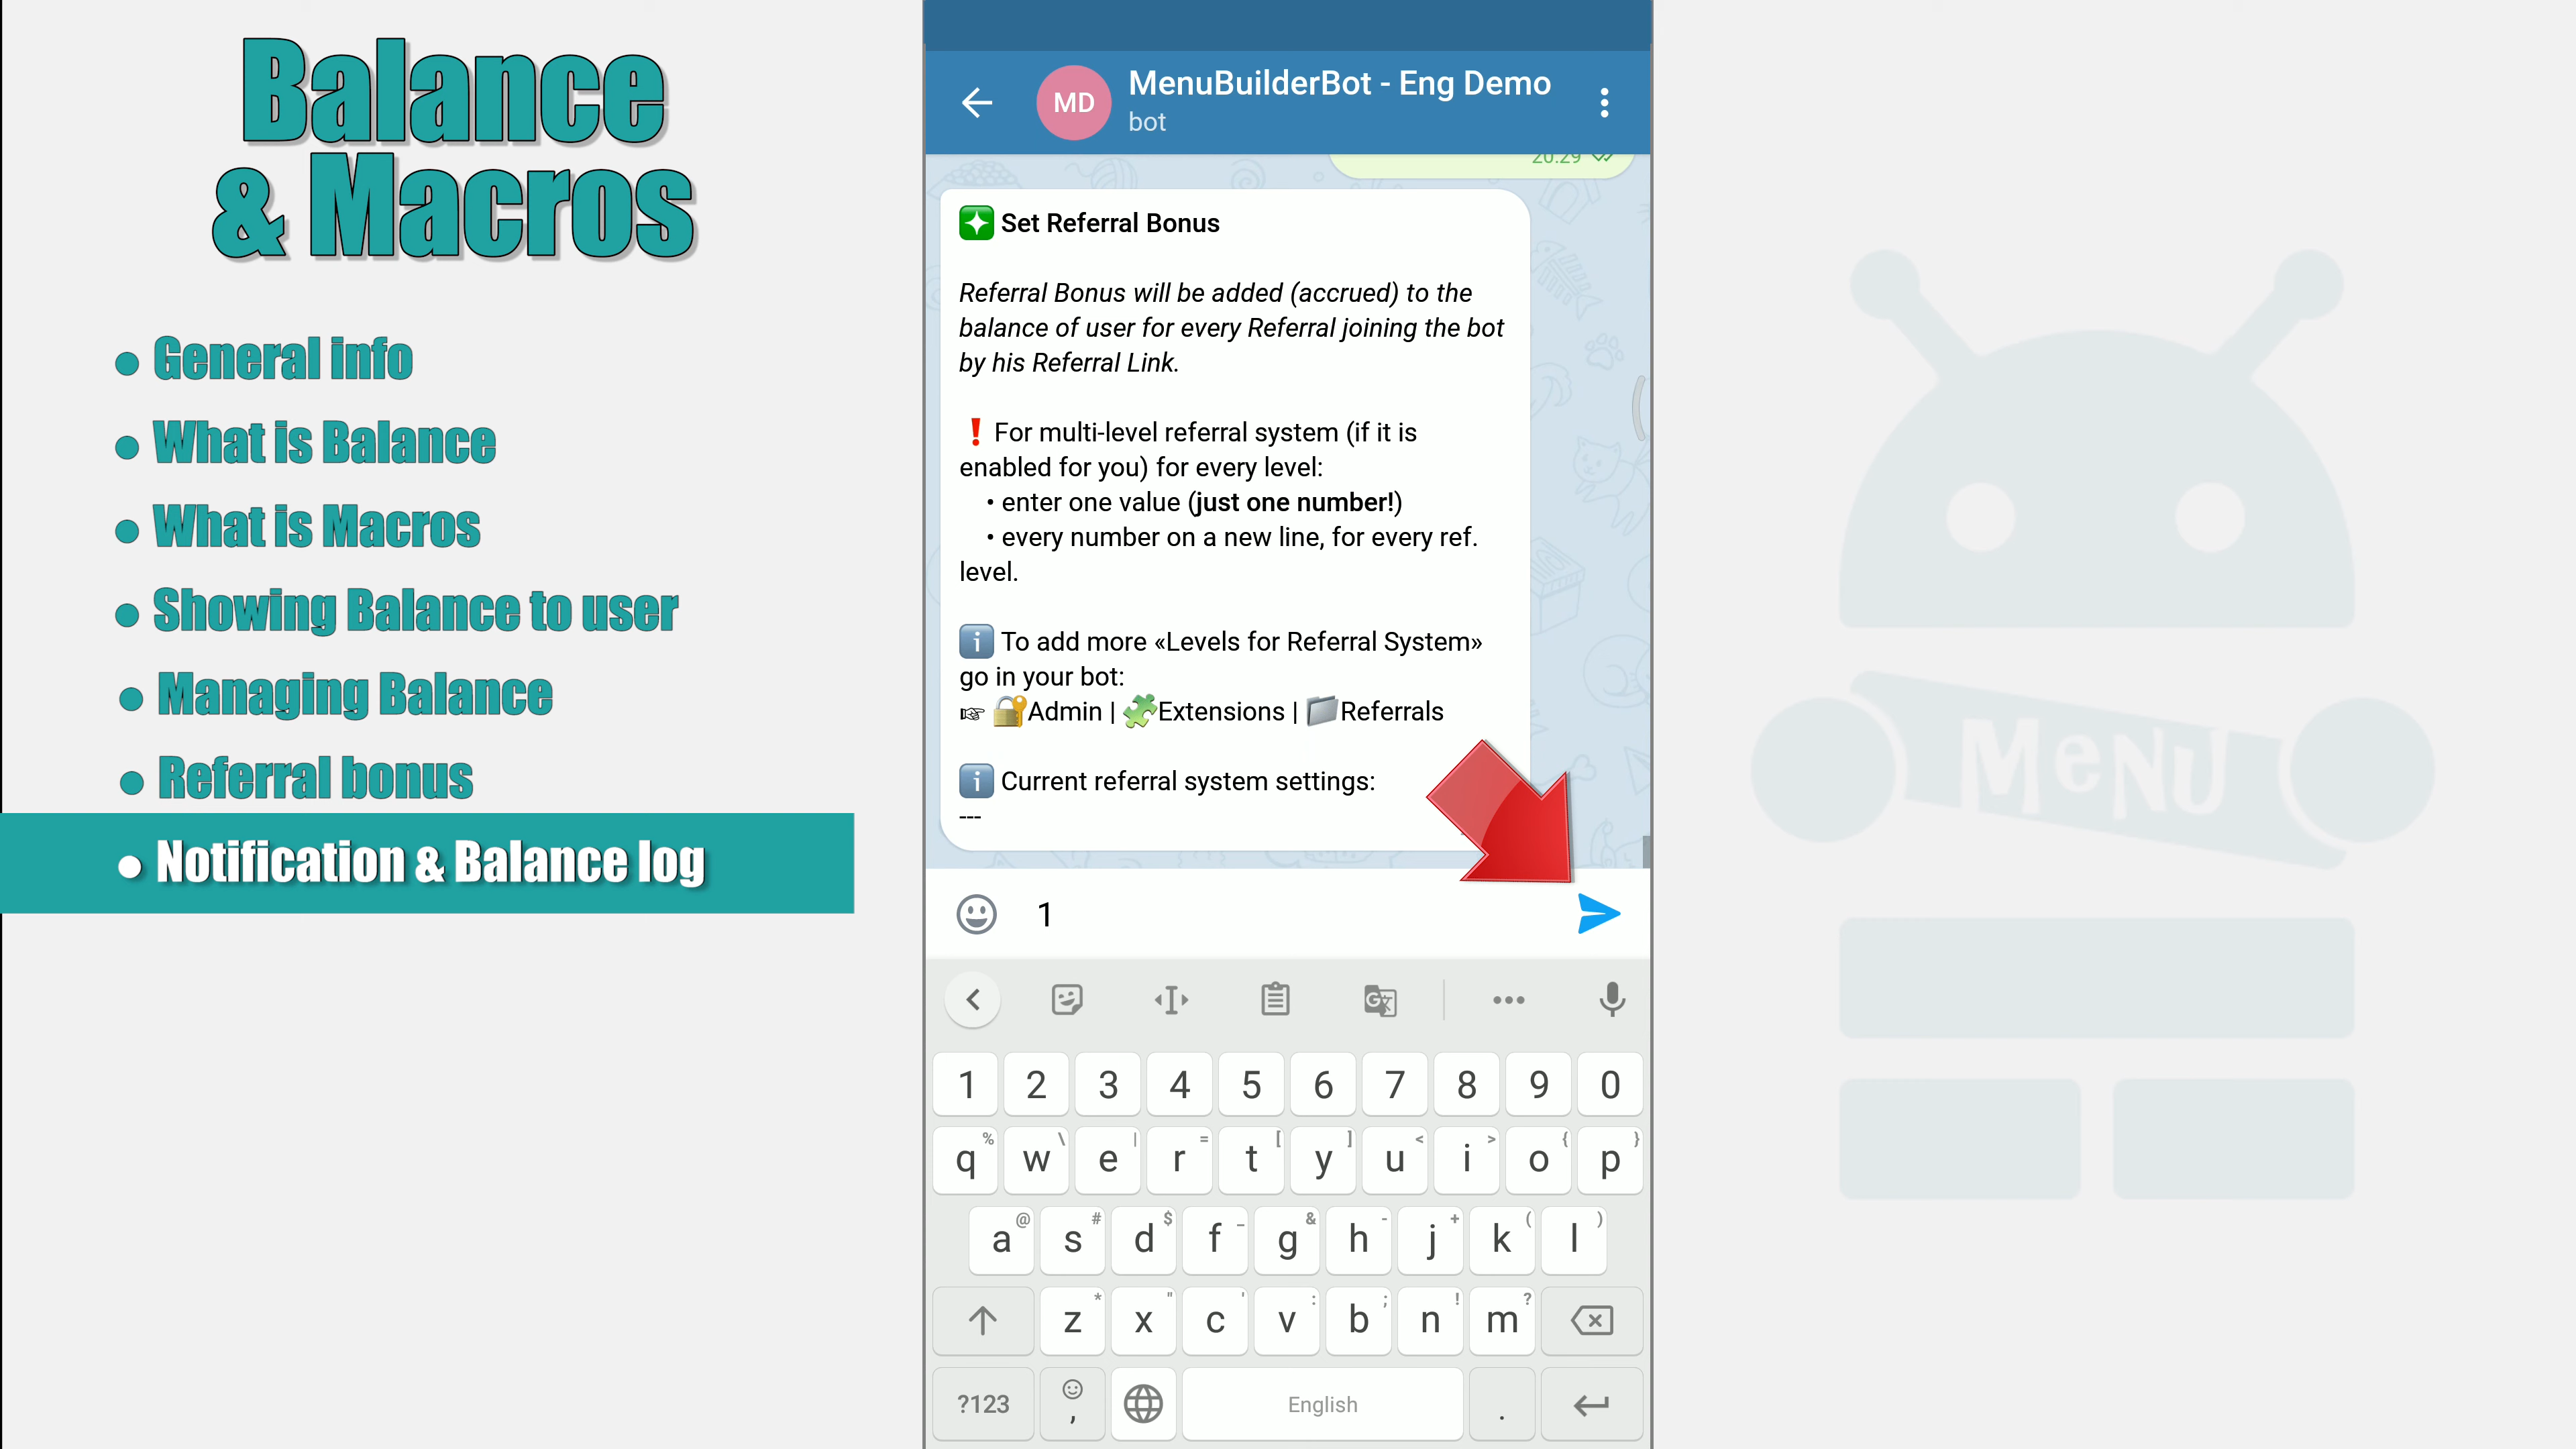 Balance
& Macros
• General info
• What is Balance
• What is Macros
• Showing Balance to user
• Managing Balance
• Referral bonus
• Notification & Balance log
MD
MenuBuilderBot - Eng Demo
bot
20:29
Set Referral Bonus
Referral Bonus will be added (accrued) to the
balance of user for every Referral joining the bot
by his Referral Link.
❗ For multi-level referral system (if it is
enabled for you) for every level:
• enter one value (just one number!)
• every number on a new line, for every ref.
level.
ℹ️ To add more «Levels for Referral System»
go in your bot:
☞ 🔐Admin | 🧩Extensions | 📁Referrals
ℹ️ Current referral system settings:
---
1
1 2 3 4 5 6 7 8 9 0
% \ | = [ ] < > { }
q w e r t y u i o p
@ # $ _ & - + ( )
a s d f g h j k l
* " ' : ; ! ?
z x c v b n m
?123 , English .
MeNU